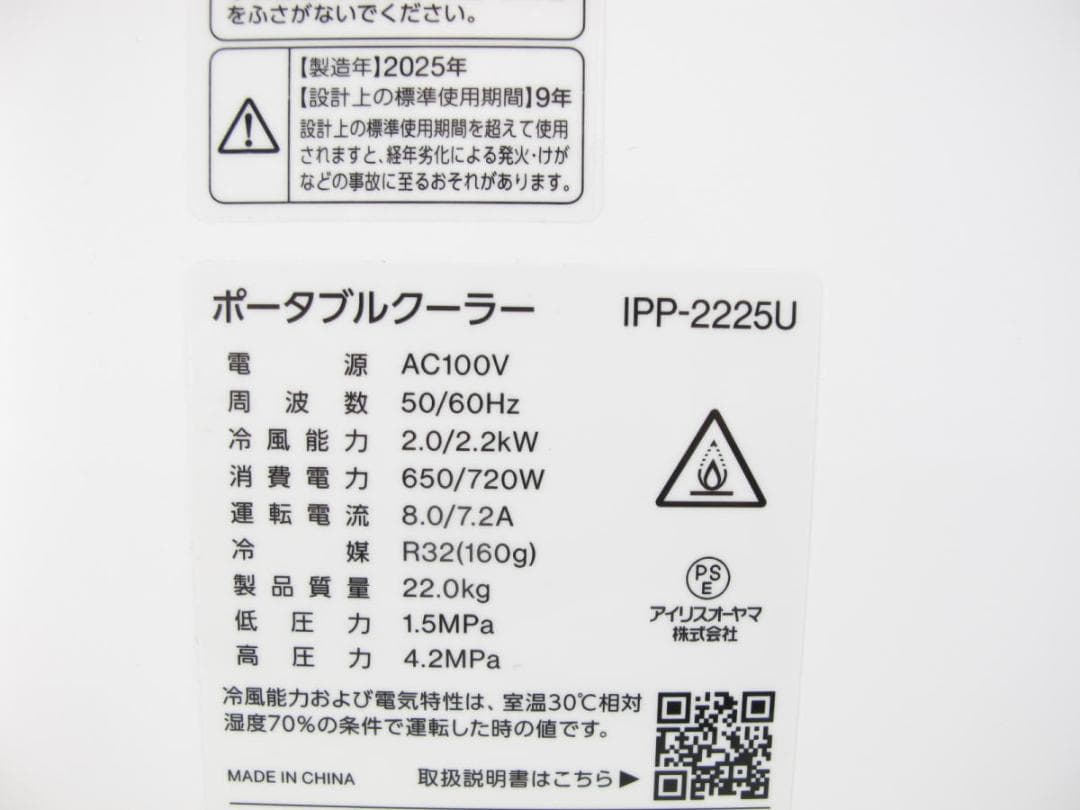 をふさがないでください。
【製造年】2025年
【設計上の標準使用期間】9年
設計上の標準使用期間を超えて使用
されますと、経年劣化による発火・けが
などの事故に至るおそれがあります。
ポータブルクーラー IPP-2225U
電源 AC100V
周波数 50/60Hz
冷風能力 2.0/2.2kW
消費電力 650/720W
運転電流 8.0/7.2A
冷媒 R32(160g)
製品質量 22.0kg
低圧力 1.5MPa
高圧力 4.2MPa
PSE
アイリスオーヤマ
株式会社
冷風能力および電気特性は、室温30℃相対
湿度70%の条件で運転した時の値です。
MADE IN CHINA 取扱説明書はこちら▶